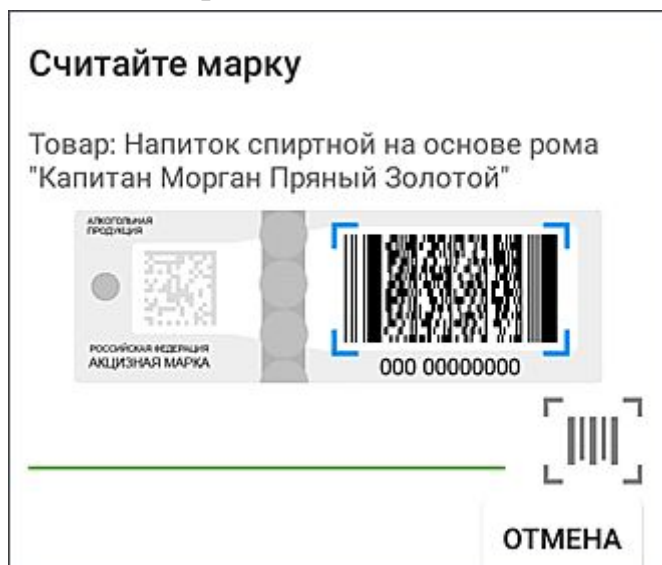 Считайте марку
Товар: Напиток спиртной на основе рома
"Капитан Морган Пряный Золотой"
АЛКОГОЛЬНАЯ
ПРОДУКЦИЯ
РОССИЙСКАЯ ФЕДЕРАЦИЯ
АКЦИЗНАЯ МАРКА
000 00000000
ОТМЕНА